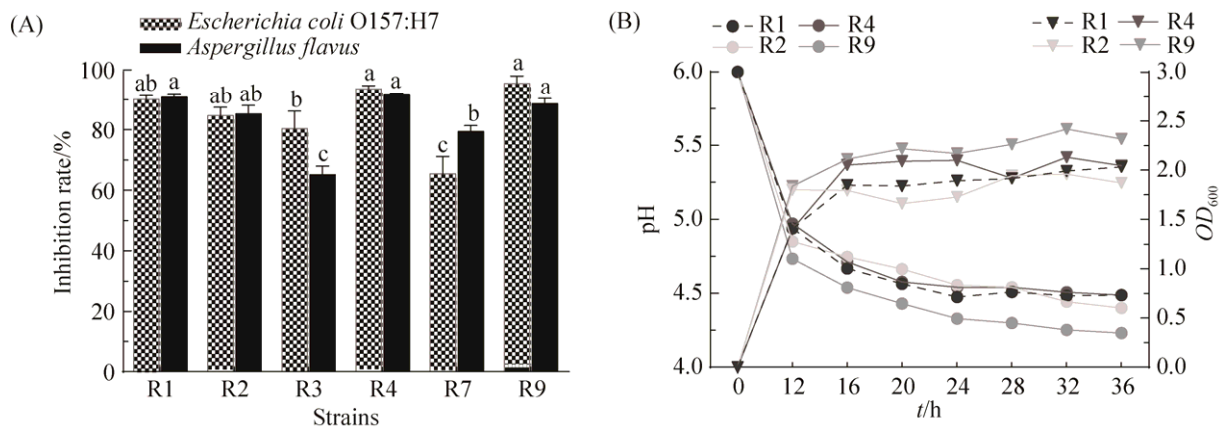 (A)
Escherichia coli O157:H7
Aspergillus flavus
Inhibition rate/%
100
80
60
40
20
0
ab a
ab ab
b
c
a a
c
b
a
a
R1 R2 R3 R4 R7 R9
Strains
(B)
R1 R4
R2 R9
R1 R4
R2 R9
pH
6.0
5.5
5.0
4.5
4.0
OD600
3.0
2.5
2.0
1.5
1.0
0.5
0.0
0 12 16 20 24 28 32 36
t/h